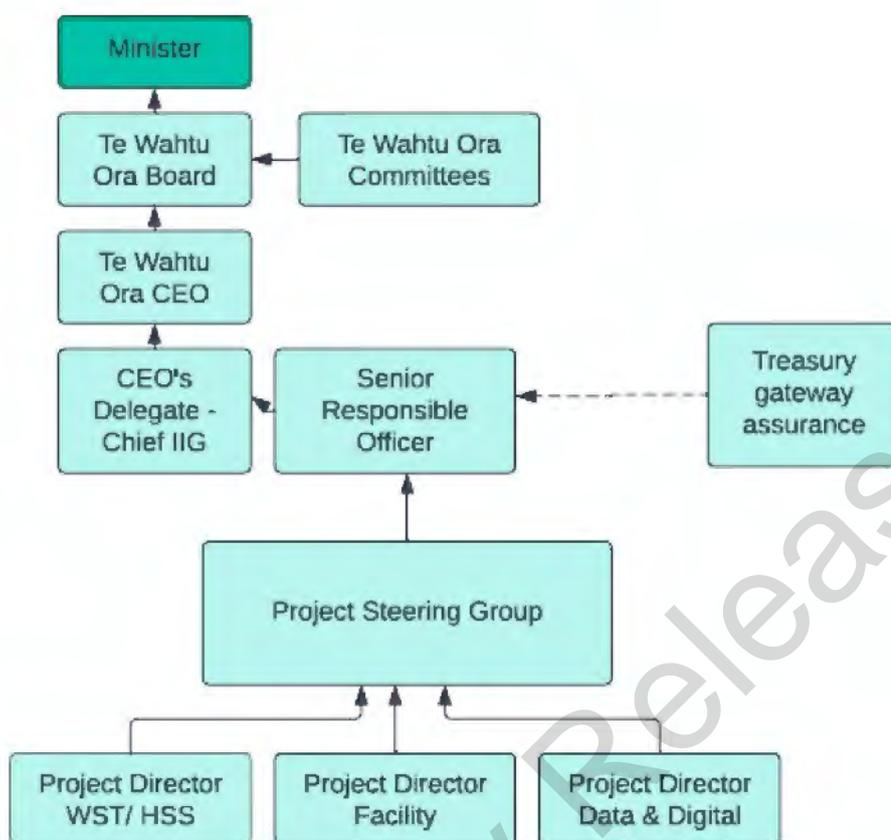 Minister
Te Wahtu
Ora Board
Te Wahtu Ora
Committees
Te Wahtu
Ora CEO
CEO's
Delegate -
Chief IIG
Senior
Responsible
Officer
Treasury
gateway
assurance
Project Steering Group
Project Director
WST/ HSS
Project Director
Facility
Project Director
Data & Digital
Releas